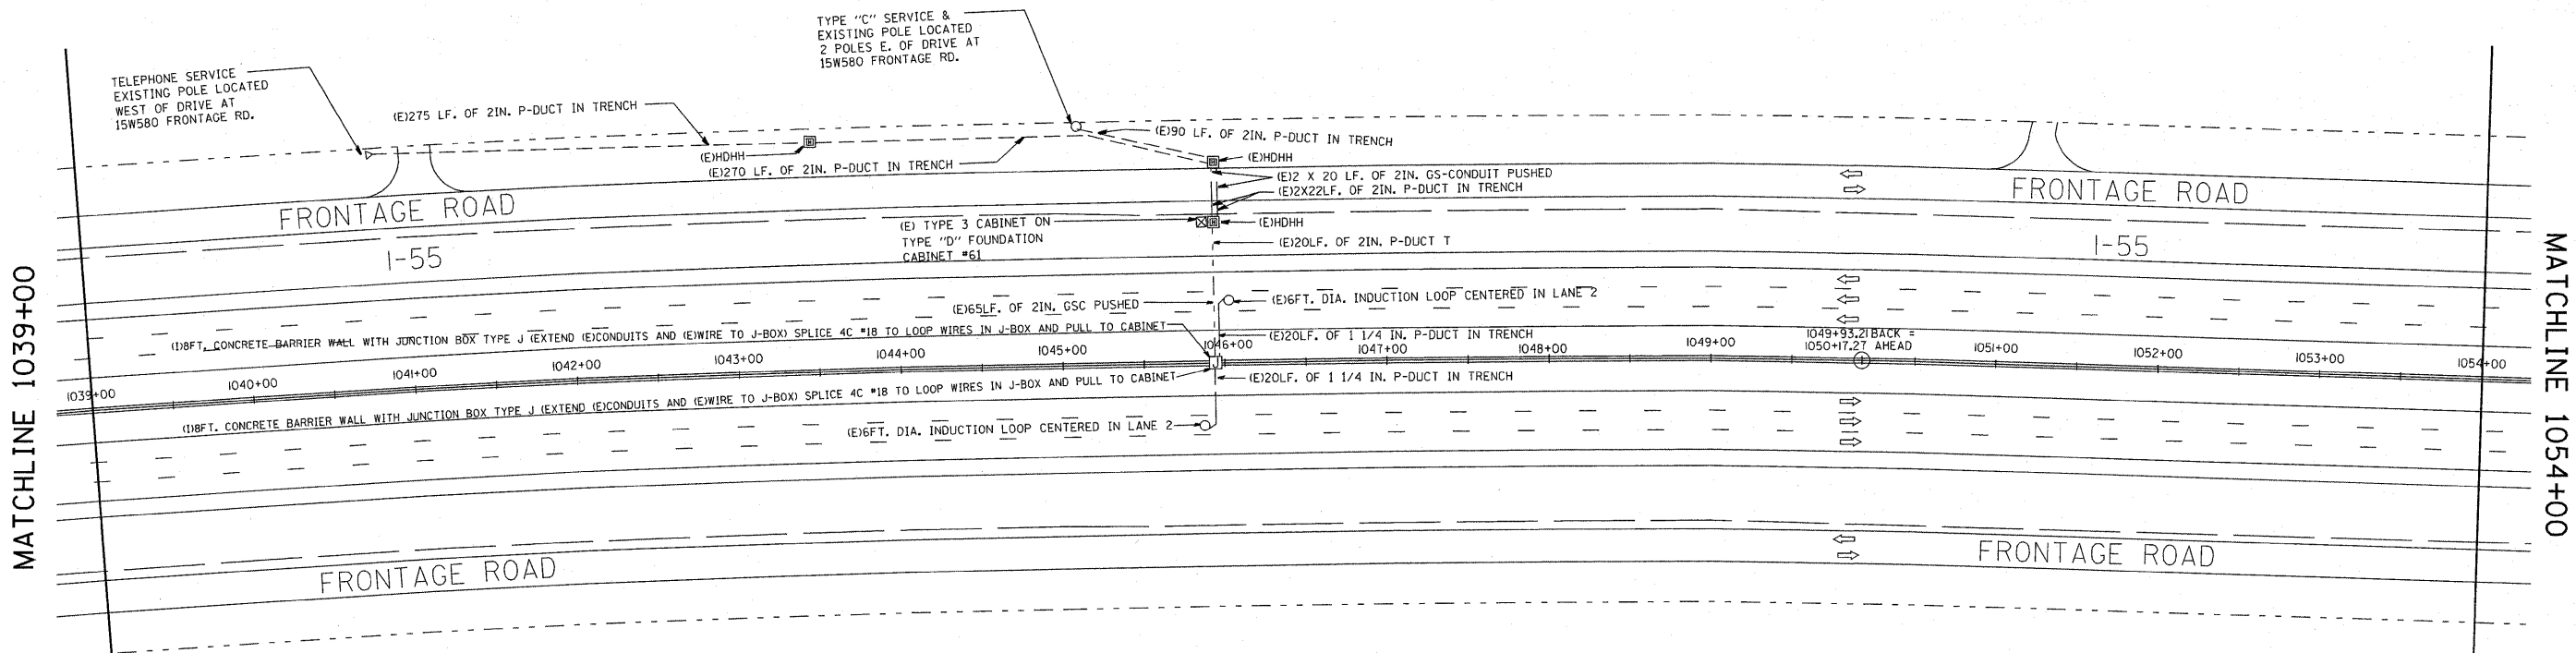 TYPE "C" SERVICE &
EXISTING POLE LOCATED
2 POLES E. OF DRIVE AT
15W580 FRONTAGE RD.
TELEPHONE SERVICE
EXISTING POLE LOCATED
WEST OF DRIVE AT
15W580 FRONTAGE RD.
(E)275 LF. OF 2IN. P-DUCT IN TRENCH
(E)90 LF. OF 2IN. P-DUCT IN TRENCH
(E)HDHH
(E)HDHH
(E)270 LF. OF 2IN. P-DUCT IN TRENCH
(E)2 X 20 LF. OF 2IN. GS-CONDUIT PUSHED
(E)2X22LF. OF 2IN. P-DUCT IN TRENCH
FRONTAGE ROAD
FRONTAGE ROAD
(E) TYPE 3 CABINET ON
TYPE "D" FOUNDATION
CABINET #61
(E)HDHH
(E)20LF. OF 2IN. P-DUCT T
I-55
I-55
(E)65LF. OF 2IN. GSC PUSHED
(E)6FT. DIA. INDUCTION LOOP CENTERED IN LANE 2
(I)8FT. CONCRETE BARRIER WALL WITH JUNCTION BOX TYPE J (EXTEND (E)CONDUITS AND (E)WIRE TO J-BOX) SPLICE 4C #18 TO LOOP WIRES IN J-BOX AND PULL TO CABINET
(E)20LF. OF 1 1/4 IN. P-DUCT IN TRENCH
1049+93.21 BACK =
1050+17.27 AHEAD
1039+00
1040+00
1041+00
1042+00
1043+00
1044+00
1045+00
1046+00
1047+00
1048+00
1049+00
1051+00
1052+00
1053+00
1054+00
J
(E)20LF. OF 1 1/4 IN. P-DUCT IN TRENCH
(I)8FT. CONCRETE BARRIER WALL WITH JUNCTION BOX TYPE J (EXTEND (E)CONDUITS AND (E)WIRE TO J-BOX) SPLICE 4C #18 TO LOOP WIRES IN J-BOX AND PULL TO CABINET
(E)6FT. DIA. INDUCTION LOOP CENTERED IN LANE 2
FRONTAGE ROAD
FRONTAGE ROAD
MATCHLINE 1039+00
MATCHLINE 1054+00